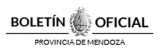 BOLETÍN OFICIAL
PROVINCIA DE MENDOZA